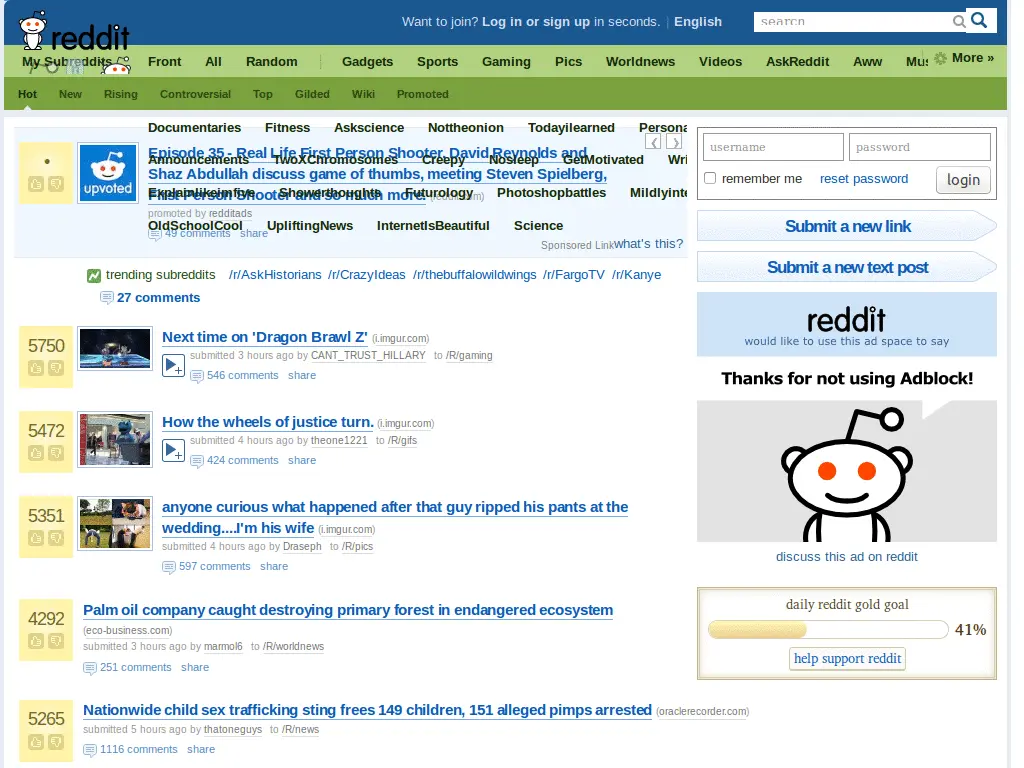 Want to join? Log in or sign up in seconds. | English
search
reddit
My Subreddits
Front All Random Gadgets Sports Gaming Pics Worldnews Videos AskReddit Aww Mus More »
Hot New Rising Controversial Top Gilded Wiki Promoted
Documentaries Fitness Askscience Nottheonion Todayilearned Persona
Announcements TwoXChromosomes Creepy Nosleep GetMotivated Wri
Explainlikeimfive Showerthoughts Futurology Photoshopbattles Mildlyinte
OldSchoolCool UpliftingNews InternetIsBeautiful Science
•
upvoted
Episode 35 - Real Life First Person Shooter, David Reynolds and
Shaz Abdullah discuss game of thumbs, meeting Steven Spielberg,
First Person Shooter and so much more!
promoted by redditads
49 comments share
Sponsored Link what's this?
trending subreddits /r/AskHistorians /r/CrazyIdeas /r/thebuffalowildwings /r/FargoTV /r/Kanye
27 comments
5750
Next time on 'Dragon Brawl Z' (i.imgur.com)
submitted 3 hours ago by CANT_TRUST_HILLARY to /R/gaming
546 comments share
5472
How the wheels of justice turn. (i.imgur.com)
submitted 4 hours ago by theone1221 to /R/gifs
424 comments share
5351
anyone curious what happened after that guy ripped his pants at the
wedding....I'm his wife (i.imgur.com)
submitted 4 hours ago by Draseph to /R/pics
597 comments share
4292
Palm oil company caught destroying primary forest in endangered ecosystem
(eco-business.com)
submitted 3 hours ago by marmol6 to /R/worldnews
251 comments share
5265
Nationwide child sex trafficking sting frees 149 children, 151 alleged pimps arrested (oraclerecorder.com)
submitted 5 hours ago by thatoneguys to /R/news
1116 comments share
username password
remember me reset password login
Submit a new link
Submit a new text post
reddit
would like to use this ad space to say
Thanks for not using Adblock!
discuss this ad on reddit
daily reddit gold goal
41%
help support reddit